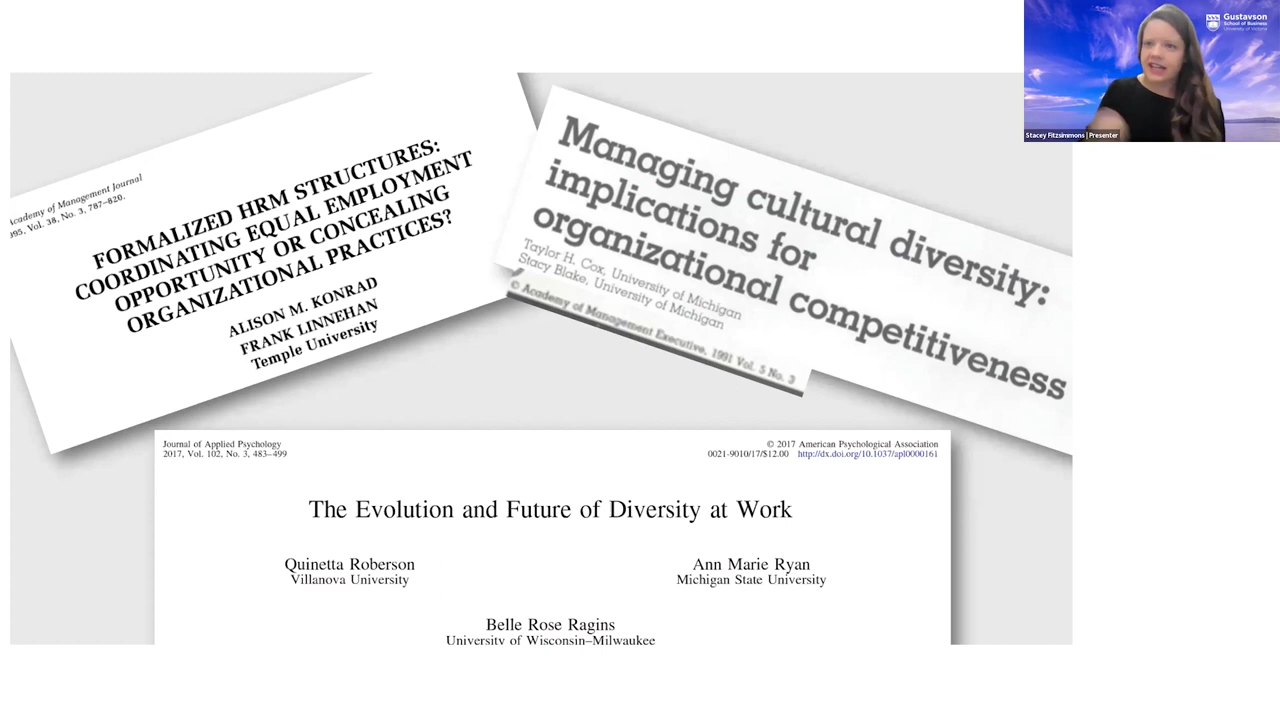 Academy of Management Journal
1995, Vol. 38, No. 3, 787–820.
FORMALIZED HRM STRUCTURES:
COORDINATING EQUAL EMPLOYMENT
OPPORTUNITY OR CONCEALING
ORGANIZATIONAL PRACTICES?
ALISON M. KONRAD
FRANK LINNEHAN
Temple University
Managing cultural diversity:
implications for
organizational competitiveness
Taylor H. Cox, University of Michigan
Stacy Blake, University of Michigan
© Academy of Management Executive, 1991 Vol. 5 No. 3
Gustavson
School of Business
University of Victoria
Stacey Fitzsimmons | Presenter
Journal of Applied Psychology
2017, Vol. 102, No. 3, 483–499
© 2017 American Psychological Association
0021-9010/17/$12.00 http://dx.doi.org/10.1037/apl0000161
The Evolution and Future of Diversity at Work
Quinetta Roberson
Villanova University
Ann Marie Ryan
Michigan State University
Belle Rose Ragins
University of Wisconsin–Milwaukee